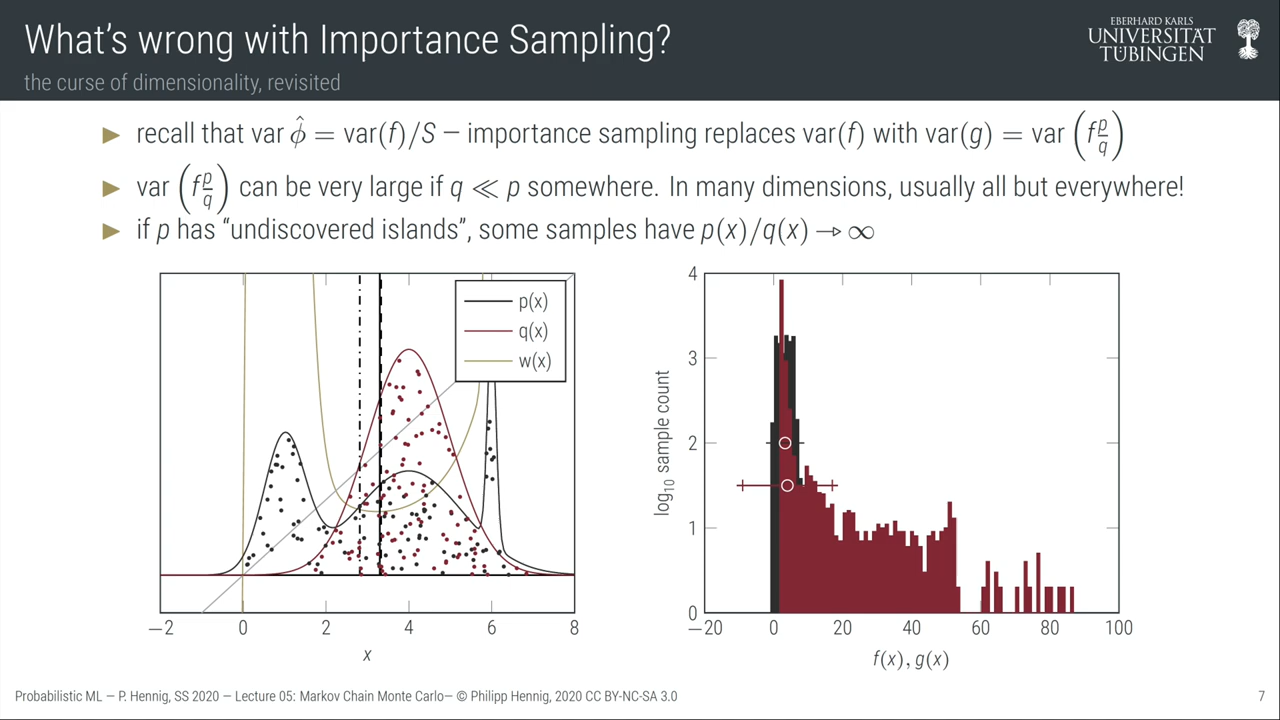 What's wrong with Importance Sampling?
the curse of dimensionality, revisited
EBERHARD KARLS
UNIVERSITÄT
TÜBINGEN
▶ recall that var φ̂ = var(f)/S – importance sampling replaces var(f) with var(g) = var (f p/q)
▶ var (f p/q) can be very large if q ≪ p somewhere. In many dimensions, usually all but everywhere!
▶ if p has “undiscovered islands”, some samples have p(x)/q(x) → ∞
p(x)
q(x)
w(x)
−2 0 2 4 6 8
x
4
3
2
1
0
log₁₀ sample count
−20 0 20 40 60 80 100
f(x), g(x)
Probabilistic ML — P. Hennig, SS 2020 — Lecture 05: Markov Chain Monte Carlo— © Philipp Hennig, 2020 CC BY-NC-SA 3.0
7